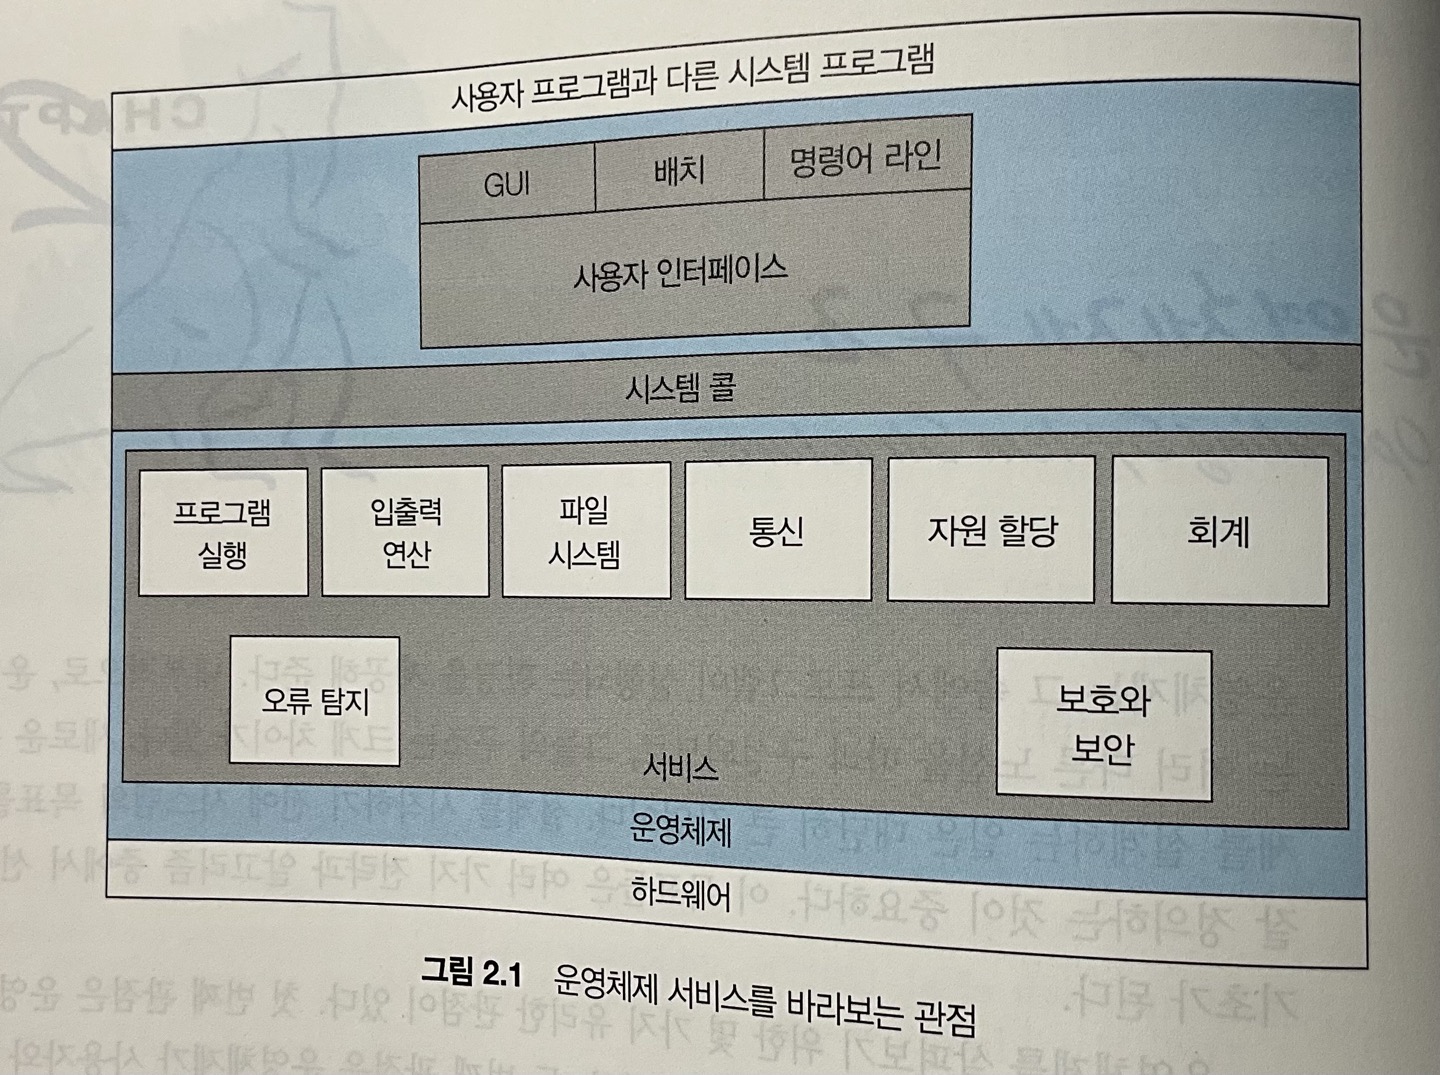 사용자 프로그램과 다른 시스템 프로그램
GUI
배치
명령어 라인
사용자 인터페이스
시스템 콜
프로그램
실행
입출력
연산
파일
시스템
통신
자원 할당
회계
오류 탐지
보호와
보안
서비스
운영체제
하드웨어
그림 2.1 운영체제 서비스를 바라보는 관점